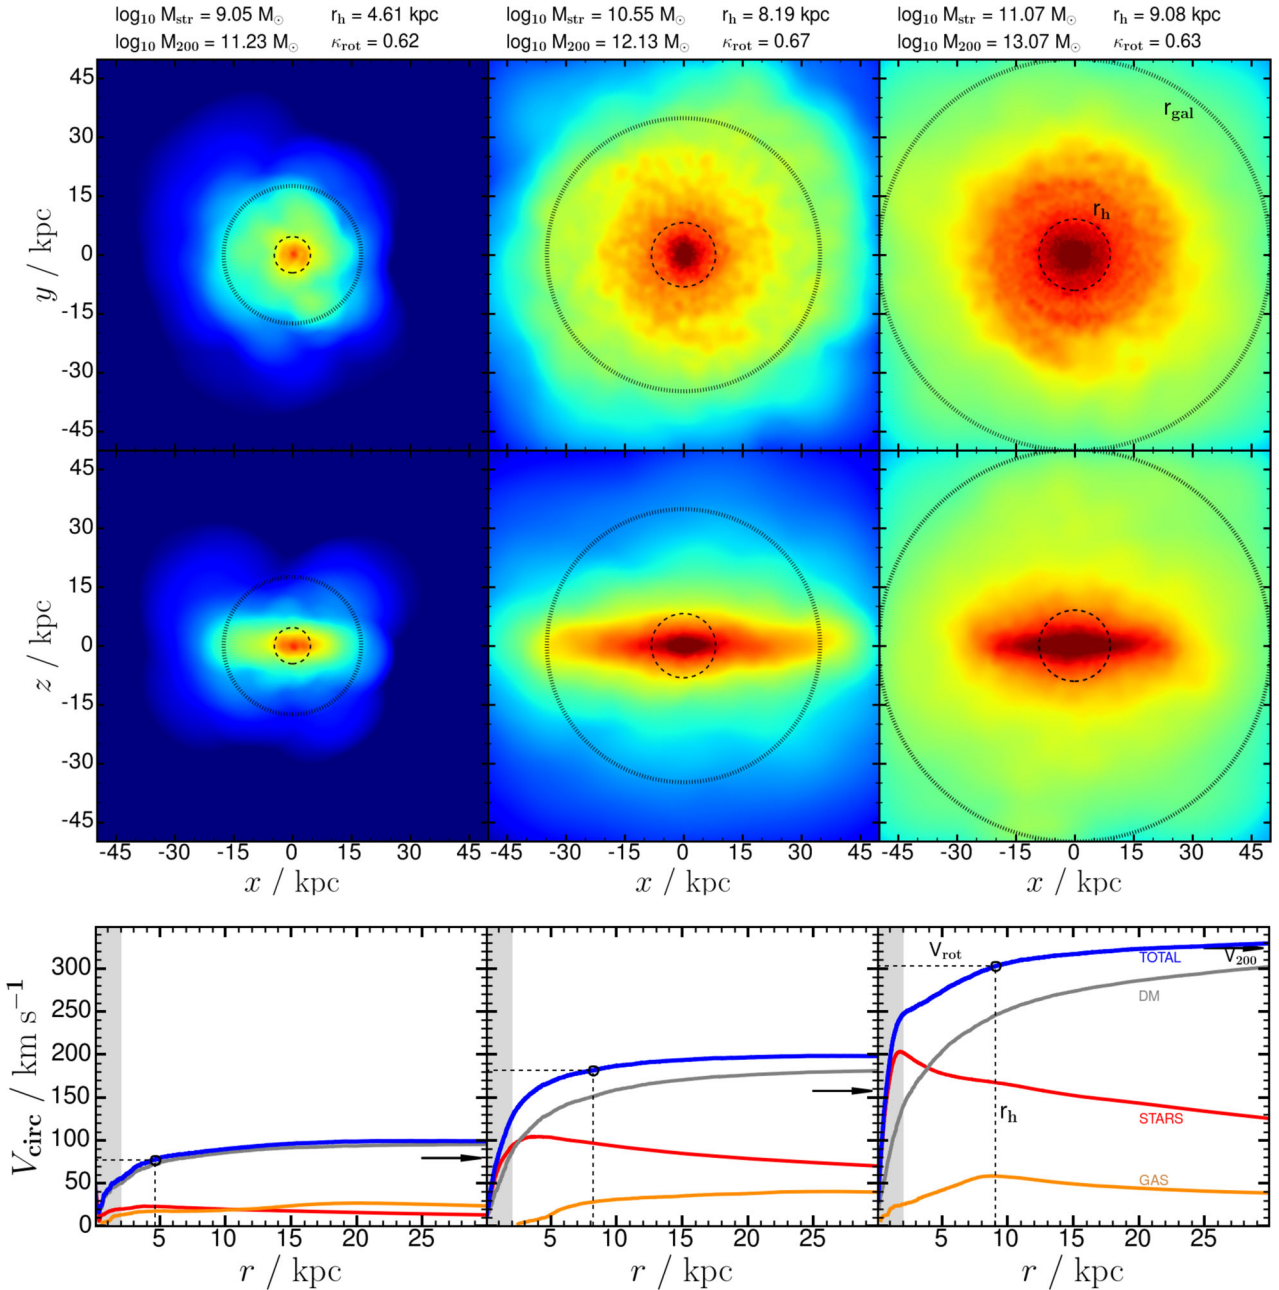 log₁₀ Mstr = 9.05 M⊙ rh = 4.61 kpc
log₁₀ M₂₀₀ = 11.23 M⊙ κrot = 0.62
log₁₀ Mstr = 10.55 M⊙ rh = 8.19 kpc
log₁₀ M₂₀₀ = 12.13 M⊙ κrot = 0.67
log₁₀ Mstr = 11.07 M⊙ rh = 9.08 kpc
log₁₀ M₂₀₀ = 13.07 M⊙ κrot = 0.63
y / kpc
45
30
15
0
-15
-30
-45
rgal
rh
z / kpc
45
30
15
0
-15
-30
-45
-45 -30 -15 0 15 30 45
-45 -30 -15 0 15 30 45
-45 -30 -15 0 15 30 45
x / kpc
x / kpc
x / kpc
Vcirc / km s⁻¹
300
250
200
150
100
50
0
Vrot
TOTAL
V₂₀₀
DM
rh
STARS
GAS
5 10 15 20 25
5 10 15 20 25
5 10 15 20 25 30
r / kpc
r / kpc
r / kpc